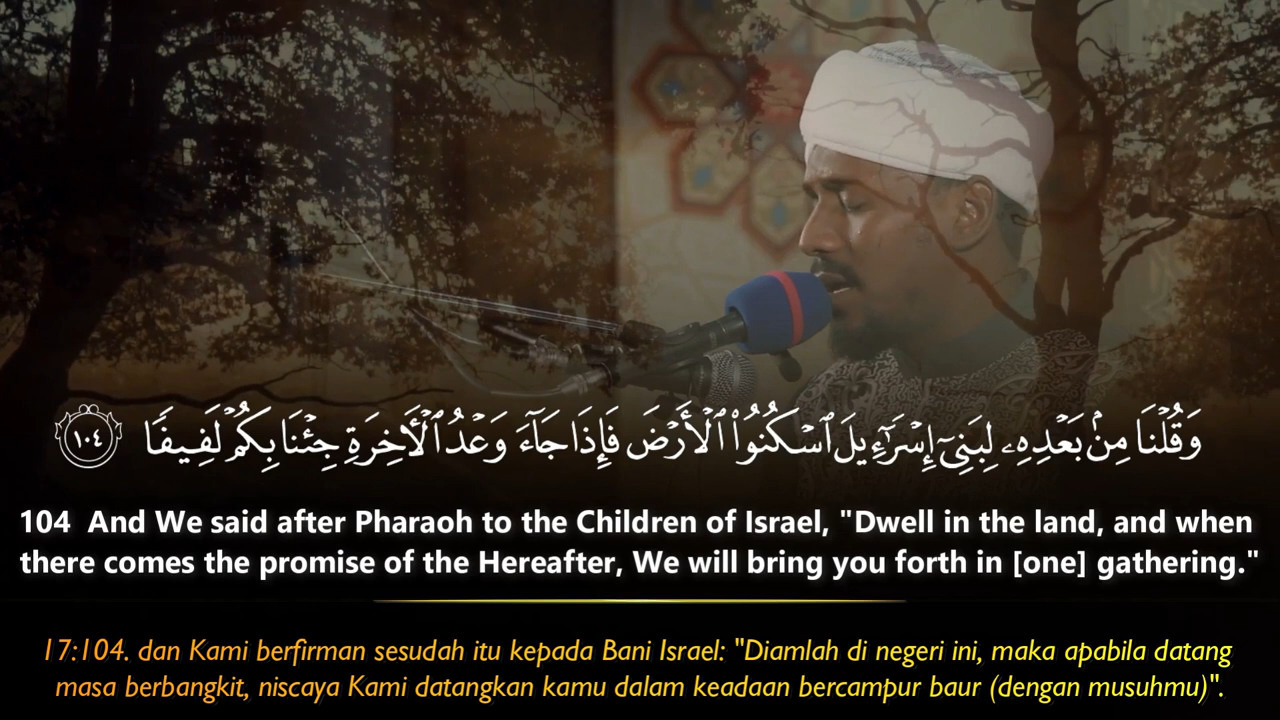 وَقُلْنَا مِنۢ بَعْدِهِۦ لِبَنِىٓ إِسْرَٰٓءِيلَ ٱسْكُنُوا۟ ٱلْأَرْضَ فَإِذَا جَآءَ وَعْدُ ٱلْـَٔاخِرَةِ جِئْنَا بِكُمْ لَفِيفًا ١٠٤
104 And We said after Pharaoh to the Children of Israel, "Dwell in the land, and when
there comes the promise of the Hereafter, We will bring you forth in [one] gathering."
17:104. dan Kami berfirman sesudah itu kepada Bani Israel: "Diamlah di negeri ini, maka apabila datang
masa berbangkit, niscaya Kami datangkan kamu dalam keadaan bercampur baur (dengan musuhmu)".